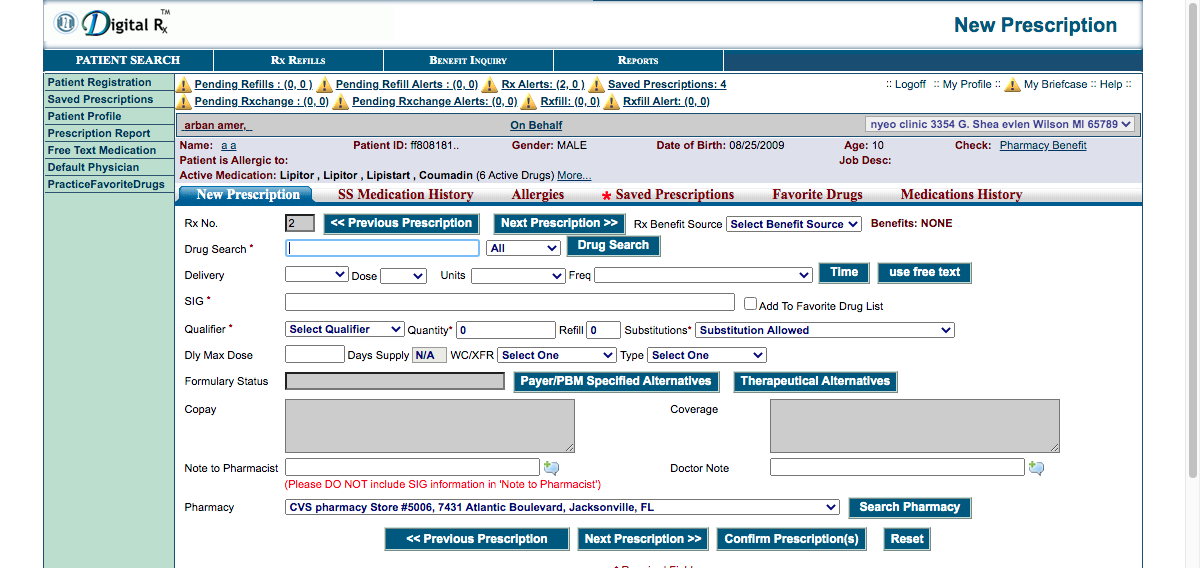 Digital Rx TM
New Prescription
PATIENT SEARCH RX REFILLS BENEFIT INQUIRY REPORTS
Patient Registration
Saved Prescriptions
Patient Profile
Prescription Report
Free Text Medication
Default Physician
PracticeFavoriteDrugs
Pending Refills : (0, 0 ) Pending Refill Alerts : (0, 0) Rx Alerts: (2, 0 ) Saved Prescriptions: 4 :: Logoff :: My Profile :: My Briefcase :: Help ::
Pending Rxchange : (0, 0) Pending Rxchange Alerts: (0, 0) Rxfill: (0, 0) Rxfill Alert: (0, 0)
arban amer, On Behalf nyeo clinic 3354 G. Shea evlen Wilson MI 65789
Name: a a Patient ID: ff808181.. Gender: MALE Date of Birth: 08/25/2009 Age: 10 Check: Pharmacy Benefit
Patient is Allergic to: Job Desc:
Active Medication: Lipitor , Lipitor , Lipistart , Coumadin (6 Active Drugs) More...
New Prescription SS Medication History Allergies * Saved Prescriptions Favorite Drugs Medications History
Rx No. 2 << Previous Prescription Next Prescription >> Rx Benefit Source Select Benefit Source Benefits: NONE
Drug Search * All Drug Search
Delivery Dose Units Freq Time use free text
SIG * Add To Favorite Drug List
Qualifier * Select Qualifier Quantity* 0 Refill 0 Substitutions* Substitution Allowed
Dly Max Dose Days Supply N/A WC/XFR Select One Type Select One
Formulary Status Payer/PBM Specified Alternatives Therapeutical Alternatives
Copay Coverage
Note to Pharmacist Doctor Note
(Please DO NOT include SIG information in 'Note to Pharmacist')
Pharmacy CVS pharmacy Store #5006, 7431 Atlantic Boulevard, Jacksonville, FL Search Pharmacy
<< Previous Prescription Next Prescription >> Confirm Prescription(s) Reset